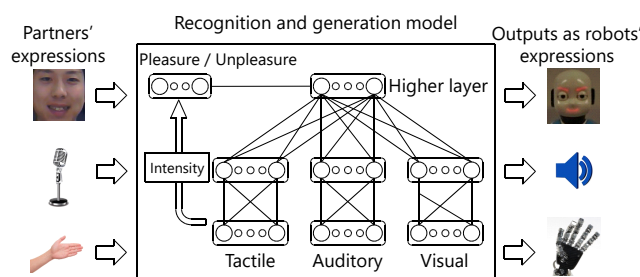 Partners'
expressions
Recognition and generation model
Outputs as robots'
expressions
Pleasure / Unpleasure
Higher layer
Intensity
Tactile
Auditory
Visual